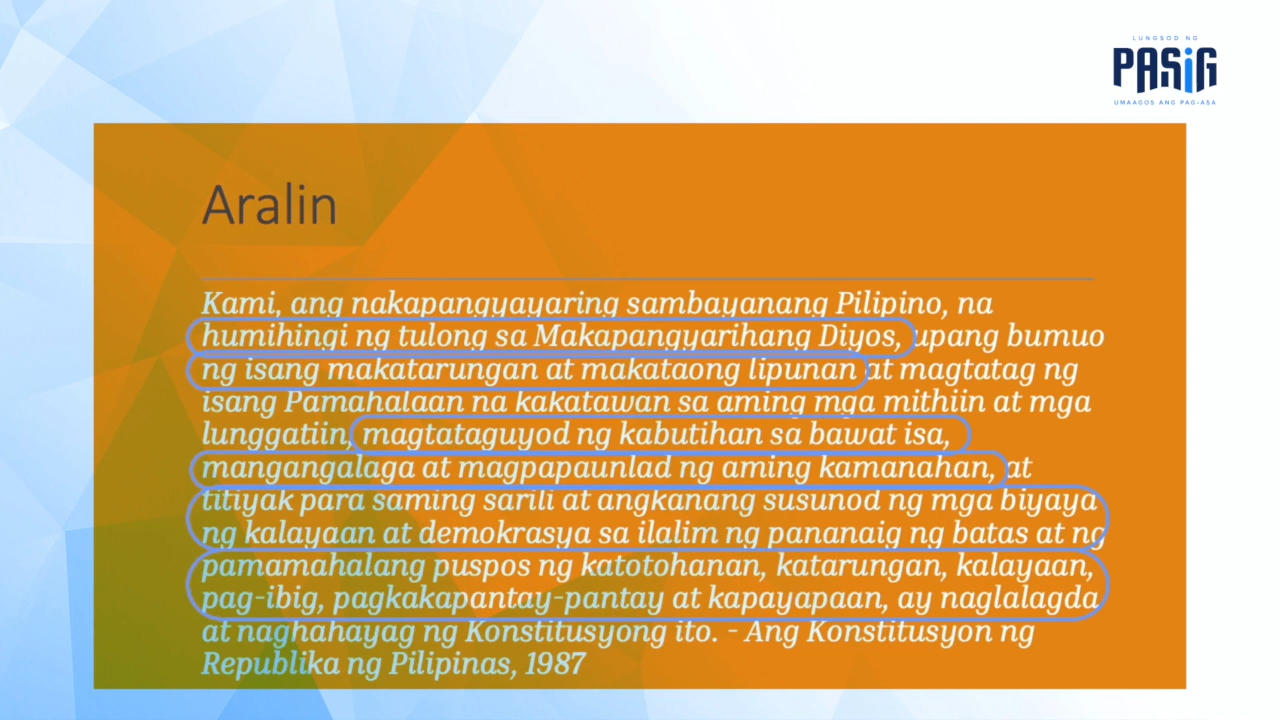 LUNGSOD NG
PASiG
UMAAGOS ANG PAG-ASA
Aralin
Kami, ang nakapangyayaring sambayanang Pilipino, na
humihingi ng tulong sa Makapangyarihang Diyos, upang bumuo
ng isang makatarungan at makataong lipunan at magtatag ng
isang Pamahalaan na kakatawan sa aming mga mithiin at mga
lunggatiin, magtataguyod ng kabutihan sa bawat isa,
mangangalaga at magpapaunlad ng aming kamanahan, at
titiyak para saming sarili at angkanang susunod ng mga biyaya
ng kalayaan at demokrasya sa ilalim ng pananaig ng batas at ng
pamamahalang puspos ng katotohanan, katarungan, kalayaan,
pag-ibig, pagkakapantay-pantay at kapayapaan, ay naglalagda
at naghahayag ng Konstitusyong ito. - Ang Konstitusyon ng
Republika ng Pilipinas, 1987